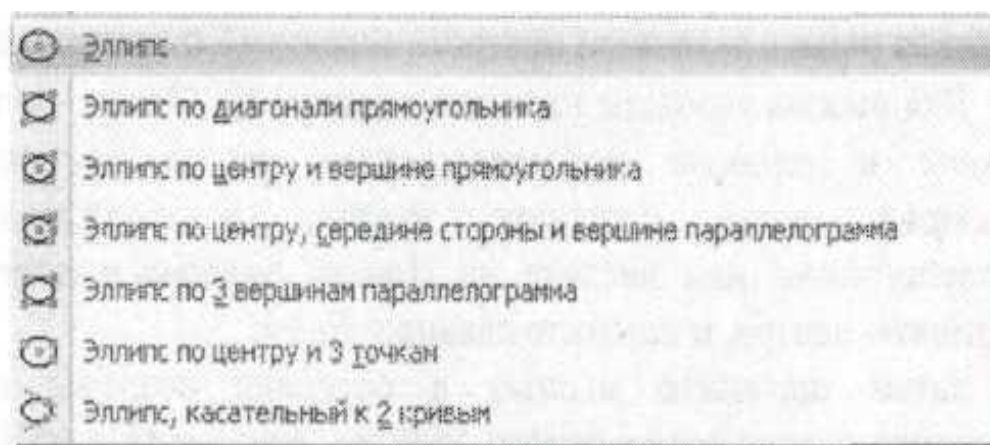 Эллипс
Эллипс по диагонали прямоугольника
Эллипс по центру и вершине прямоугольника
Эллипс по центру, середине стороны и вершине параллелограмма
Эллипс по 3 вершинам параллелограмма
Эллипс по центру и 3 точкам
Эллипс, касательный к 2 кривым